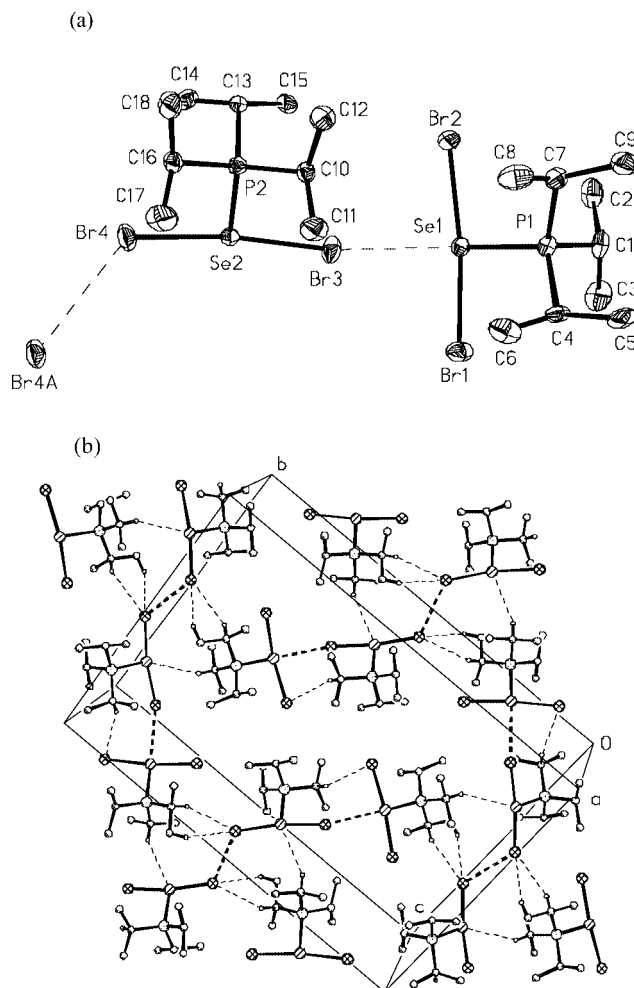 (a)
C14 C13 C15
C18 C12
Br2
C8 C7 C9
C16 C10
C2
C17 P2
C11 Se1 P1 C1
Br4
Se2 Br3
C3
C6 C4 C5
Br4A
Br1
(b)
b
O
a
c